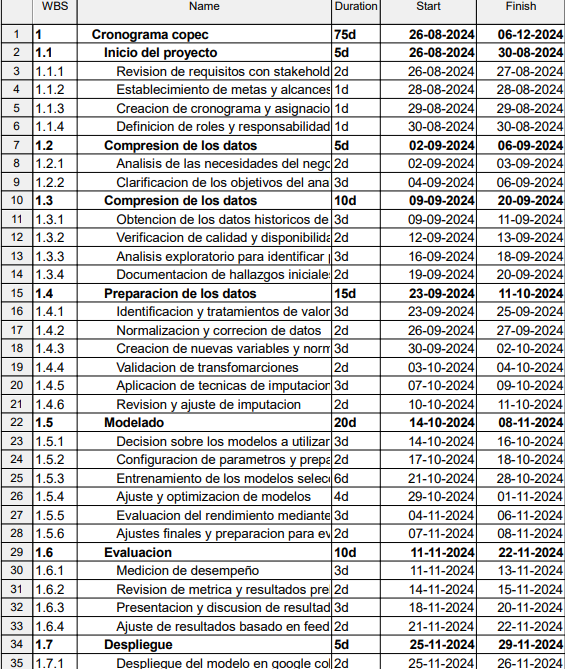 WBS Name Duration Start Finish
1 1 Cronograma copec 75d 26-08-2024 06-12-2024
2 1.1 Inicio del proyecto 5d 26-08-2024 30-08-2024
3 1.1.1 Revision de requisitos con stakehold 2d 26-08-2024 27-08-2024
4 1.1.2 Establecimiento de metas y alcances 1d 28-08-2024 28-08-2024
5 1.1.3 Creacion de cronograma y asignacio 1d 29-08-2024 29-08-2024
6 1.1.4 Definicion de roles y responsabilidad 1d 30-08-2024 30-08-2024
7 1.2 Compresion de los datos 5d 02-09-2024 06-09-2024
8 1.2.1 Analisis de las necesidades del nego 2d 02-09-2024 03-09-2024
9 1.2.2 Clarificacion de los objetivos del ana 3d 04-09-2024 06-09-2024
10 1.3 Compresion de los datos 10d 09-09-2024 20-09-2024
11 1.3.1 Obtencion de los datos historicos de 3d 09-09-2024 11-09-2024
12 1.3.2 Verificacion de calidad y disponibilida 2d 12-09-2024 13-09-2024
13 1.3.3 Analisis exploratorio para identificar 3d 16-09-2024 18-09-2024
14 1.3.4 Documentacion de hallazgos iniciale 2d 19-09-2024 20-09-2024
15 1.4 Preparacion de los datos 15d 23-09-2024 11-10-2024
16 1.4.1 Identificacion y tratamientos de valor 3d 23-09-2024 25-09-2024
17 1.4.2 Normalizacion y correcion de datos 2d 26-09-2024 27-09-2024
18 1.4.3 Creacion de nuevas variables y norm 3d 30-09-2024 02-10-2024
19 1.4.4 Validacion de transfomarciones 2d 03-10-2024 04-10-2024
20 1.4.5 Aplicacion de tecnicas de imputacion 3d 07-10-2024 09-10-2024
21 1.4.6 Revision y ajuste de imputacion 2d 10-10-2024 11-10-2024
22 1.5 Modelado 20d 14-10-2024 08-11-2024
23 1.5.1 Decision sobre los modelos a utilizar 3d 14-10-2024 16-10-2024
24 1.5.2 Configuracion de parametros y prepa 2d 17-10-2024 18-10-2024
25 1.5.3 Entrenamiento de los modelos selec 6d 21-10-2024 28-10-2024
26 1.5.4 Ajuste y optimizacion de modelos 4d 29-10-2024 01-11-2024
27 1.5.5 Evaluacion del rendimiento mediante 3d 04-11-2024 06-11-2024
28 1.5.6 Ajustes finales y preparacion para ev 2d 07-11-2024 08-11-2024
29 1.6 Evaluacion 10d 11-11-2024 22-11-2024
30 1.6.1 Medicion de desempeño 3d 11-11-2024 13-11-2024
31 1.6.2 Revision de metrica y resultados pre 2d 14-11-2024 15-11-2024
32 1.6.3 Presentacion y discusion de resultad 3d 18-11-2024 20-11-2024
33 1.6.4 Ajuste de resultados basado en feed 2d 21-11-2024 22-11-2024
34 1.7 Despliegue 5d 25-11-2024 29-11-2024
35 1.7.1 Despliegue del modelo en google col 2d 25-11-2024 26-11-2024